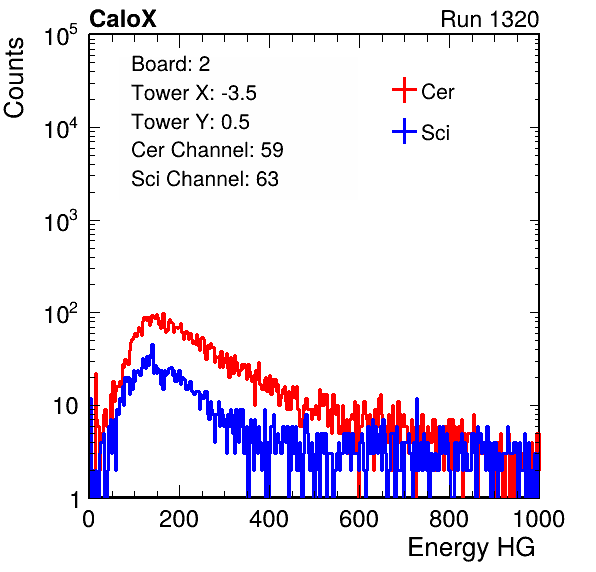 CaloX Run 1320
Counts
Board: 2
Tower X: -3.5
Tower Y: 0.5
Cer Channel: 59
Sci Channel: 63
Cer
Sci
10^5
10^4
10^3
10^2
10
1
0 200 400 600 800 1000
Energy HG